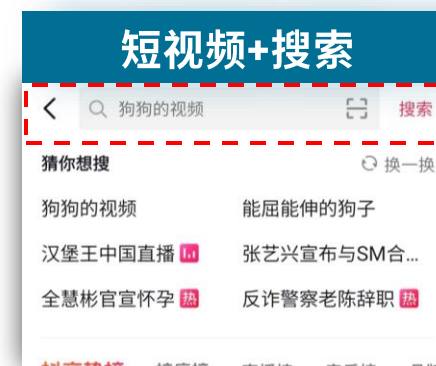 短视频+搜索
狗狗的视频 搜索
猜你想搜 换一换
狗狗的视频 能屈能伸的狗子
汉堡王中国直播 张艺兴宣布与SM合...
全慧彬官宣怀孕 热 反诈警察老陈辞职 热